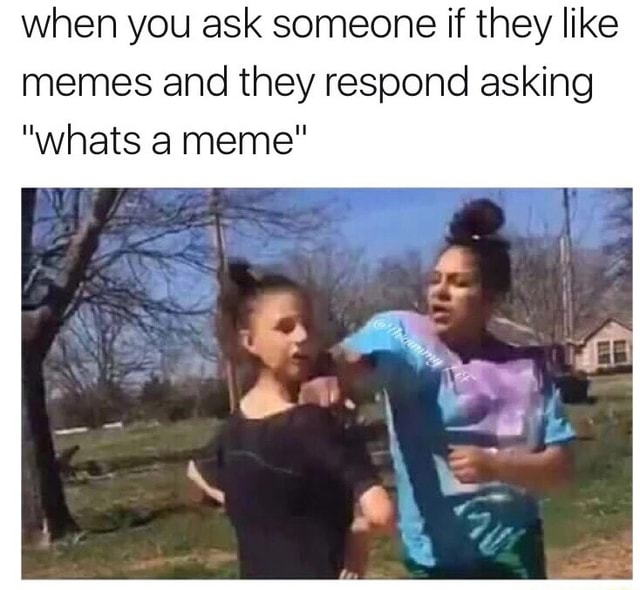 when you ask someone if they like
memes and they respond asking
"whats a meme"